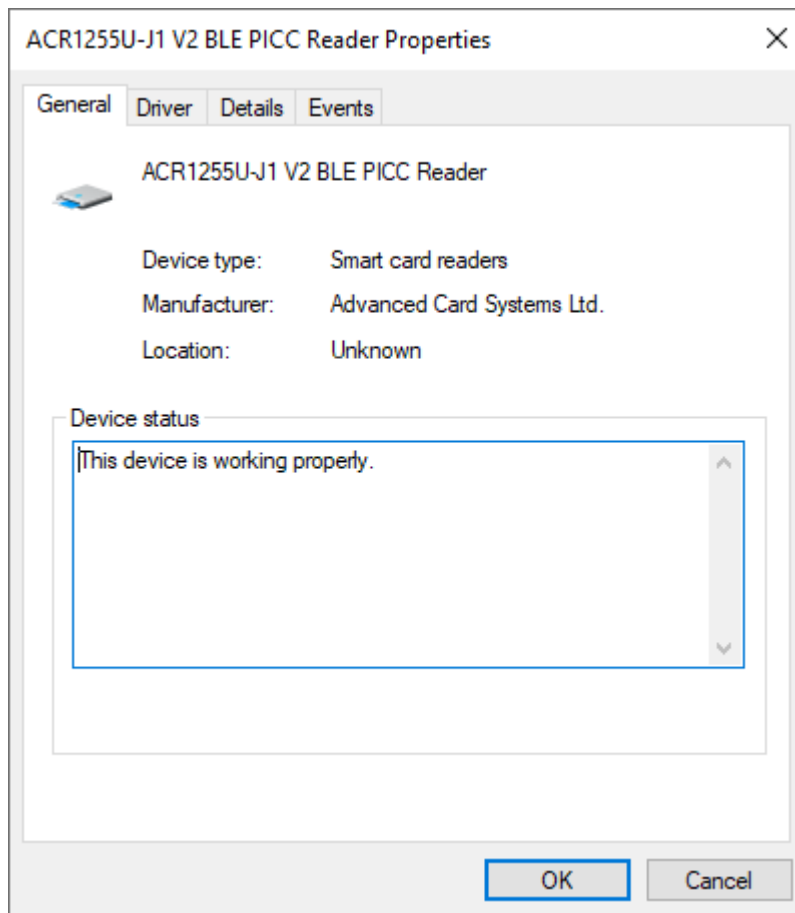 ACR1255U-J1 V2 BLE PICC Reader Properties
General Driver Details Events
ACR1255U-J1 V2 BLE PICC Reader
Device type: Smart card readers
Manufacturer: Advanced Card Systems Ltd.
Location: Unknown
Device status
This device is working properly.
OK Cancel